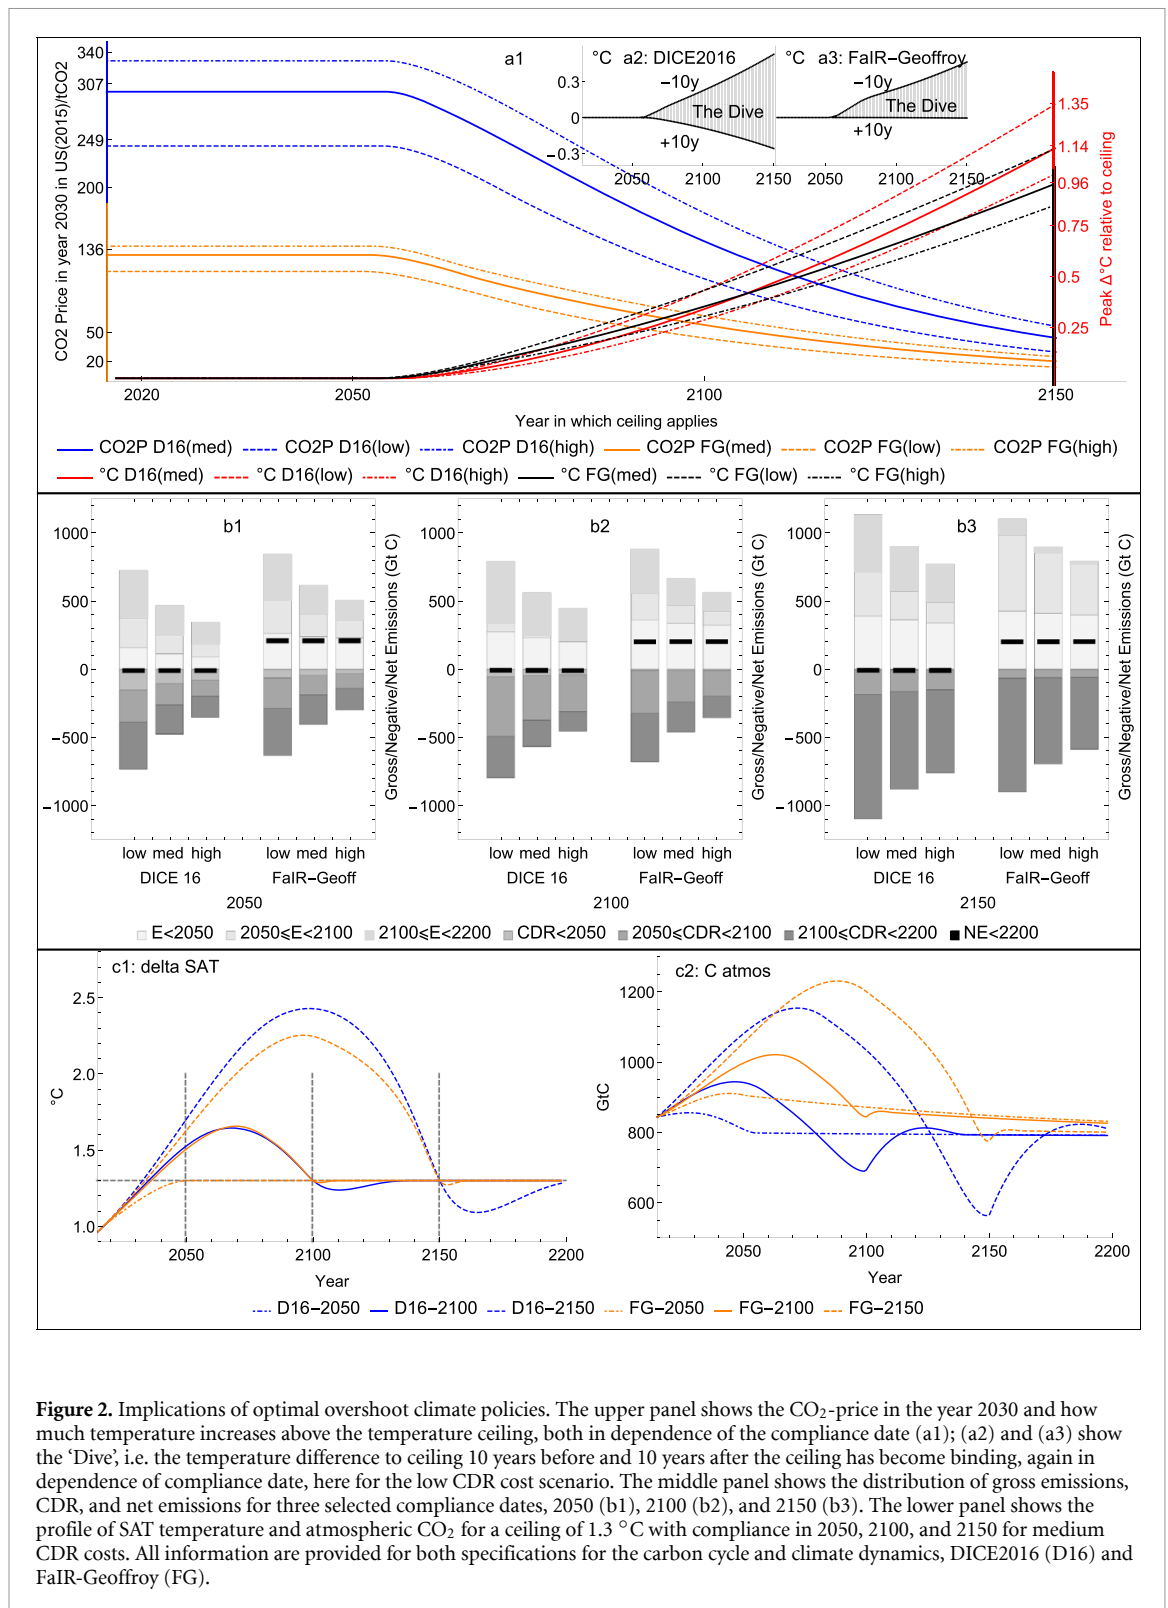 a1
°C a2: DICE2016
°C a3: FaIR−Geoffroy
340
307
249
200
136
50
20
CO2 Price in year 2030 in US(2015)/tCO2
0.3
0
−0.3
−10y
The Dive
+10y
2050 2100 2150
−10y
The Dive
+10y
2050 2100 2150
1.35
1.14
0.96
0.75
0.5
0.25
Peak Δ°C relative to ceiling
2020 2050 2100 2150
Year in which ceiling applies
CO2P D16(med) CO2P D16(low) CO2P D16(high) CO2P FG(med) CO2P FG(low) CO2P FG(high)
°C D16(med) °C D16(low) °C D16(high) °C FG(med) °C FG(low) °C FG(high)
b1
1000
500
0
−500
−1000
Gross/Negative/Net Emissions (Gt C)
low med high low med high
DICE 16 FaIR−Geoff
2050
b2
1000
500
0
−500
−1000
Gross/Negative/Net Emissions (Gt C)
low med high low med high
DICE 16 FaIR−Geoff
2100
b3
1000
500
0
−500
−1000
Gross/Negative/Net Emissions (Gt C)
low med high low med high
DICE 16 FaIR−Geoff
2150
E<2050 2050⩽E<2100 2100⩽E<2200 CDR<2050 2050⩽CDR<2100 2100⩽CDR<2200 NE<2200
c1: delta SAT
2.5
2.0
1.5
1.0
°C
2050 2100 2150 2200
Year
c2: C atmos
1200
1000
800
600
GtC
2050 2100 2150 2200
Year
D16−2050 D16−2100 D16−2150 FG−2050 FG−2100 FG−2150
Figure 2. Implications of optimal overshoot climate policies. The upper panel shows the CO₂-price in the year 2030 and how
much temperature increases above the temperature ceiling, both in dependence of the compliance date (a1); (a2) and (a3) show
the ‘Dive’, i.e. the temperature difference to ceiling 10 years before and 10 years after the ceiling has become binding, again in
dependence of compliance date, here for the low CDR cost scenario. The middle panel shows the distribution of gross emissions,
CDR, and net emissions for three selected compliance dates, 2050 (b1), 2100 (b2), and 2150 (b3). The lower panel shows the
profile of SAT temperature and atmospheric CO₂ for a ceiling of 1.3 °C with compliance in 2050, 2100, and 2150 for medium
CDR costs. All information are provided for both specifications for the carbon cycle and climate dynamics, DICE2016 (D16) and
FaIR-Geoffroy (FG).